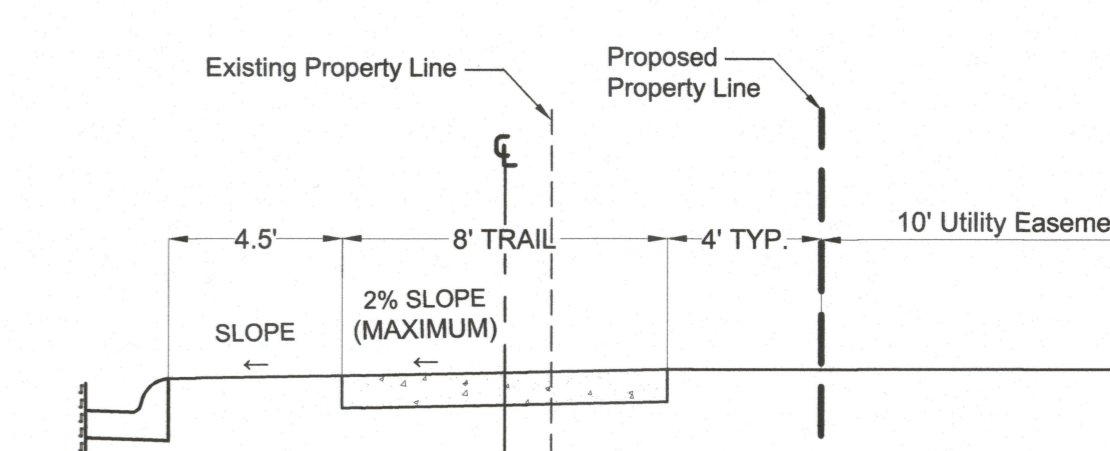 Existing Property Line
Proposed
Property Line
℄
4.5'
8' TRAIL
4' TYP.
10' Utility Easeme
2% SLOPE
(MAXIMUM)
SLOPE